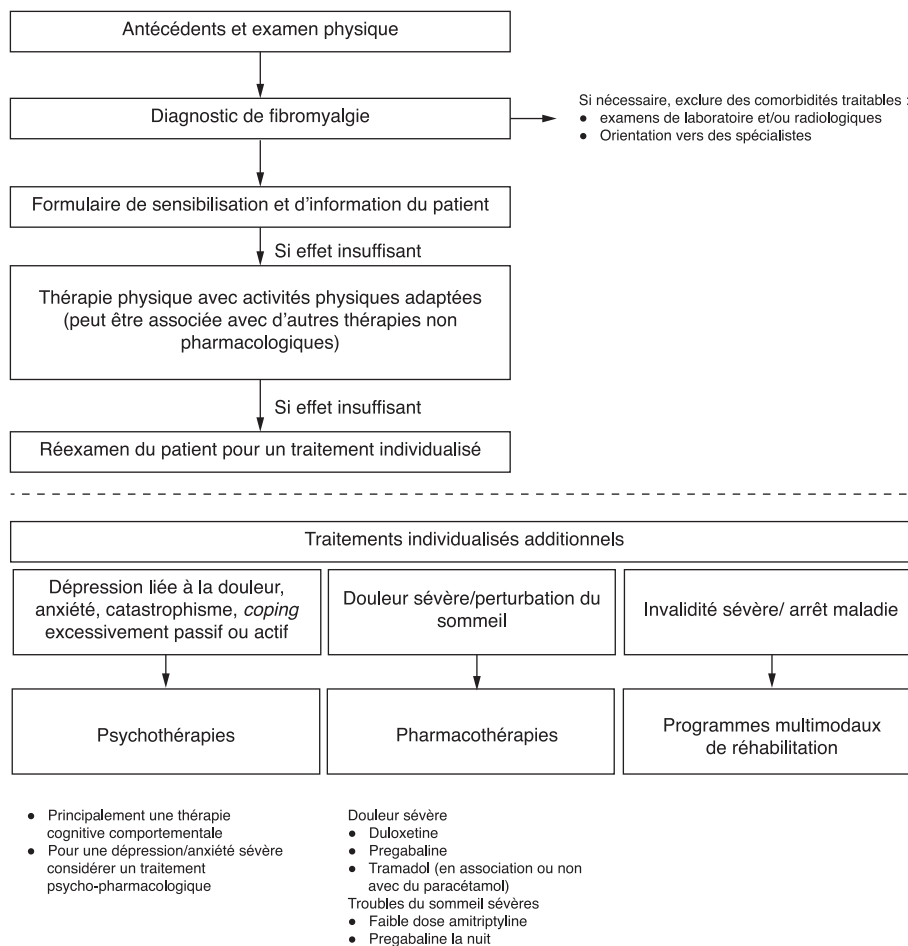 Antécédents et examen physique
Diagnostic de fibromyalgie
Si nécessaire, exclure des comorbidités traitables :
● examens de laboratoire et/ou radiologiques
● Orientation vers des spécialistes
Formulaire de sensibilisation et d'information du patient
Si effet insuffisant
Thérapie physique avec activités physiques adaptées
(peut être associée avec d'autres thérapies non
pharmacologiques)
Si effet insuffisant
Réexamen du patient pour un traitement individualisé
Traitements individualisés additionnels
Dépression liée à la douleur,
anxiété, catastrophisme, coping
excessivement passif ou actif
Douleur sévère/perturbation du
sommeil
Invalidité sévère/ arrêt maladie
Psychothérapies
Pharmacothérapies
Programmes multimodaux
de réhabilitation
● Principalement une thérapie
cognitive comportementale
● Pour une dépression/anxiété sévère
considérer un traitement
psycho-pharmacologique
Douleur sévère
● Duloxetine
● Pregabaline
● Tramadol (en association ou non
avec du paracétamol)
Troubles du sommeil sévères
● Faible dose amitriptyline
● Pregabaline la nuit